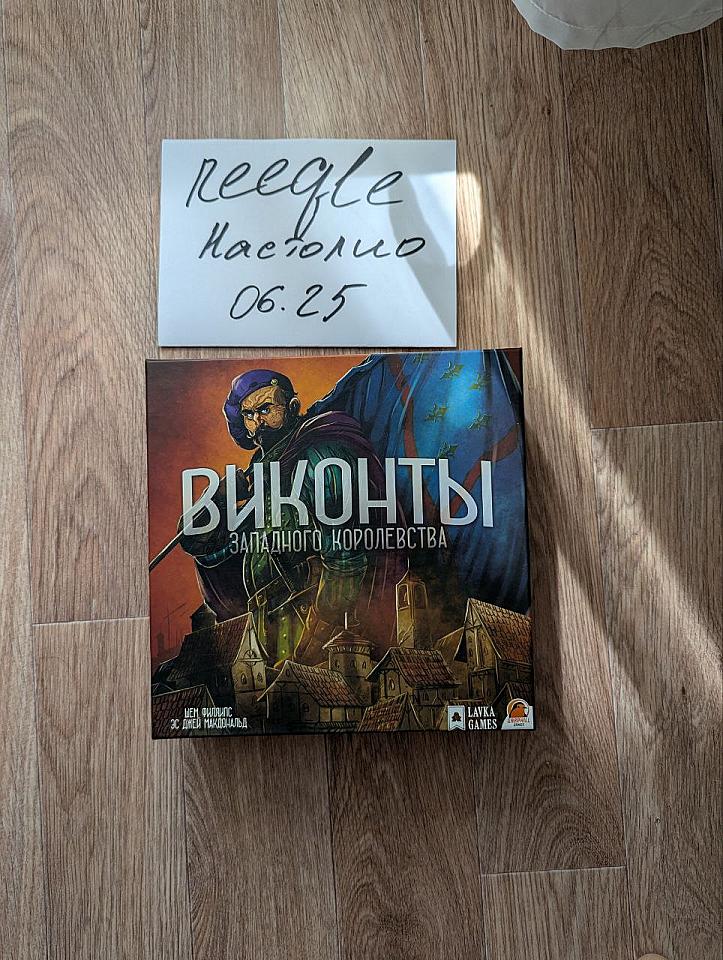 reeqle
Настолио
06.25
ВИКОНТЫ
ЗАПАДНОГО КОРОЛЕВСТВА
ШЕМ ФИЛЛИПС
ЭС ДЖЕЙ МАКДОНАЛЬД
LAVKA
GAMES